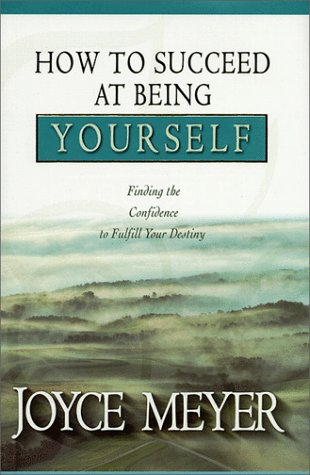 HOW TO SUCCEED
AT BEING
YOURSELF
Finding the
Confidence
to Fulfill Your Destiny
JOYCE MEYER